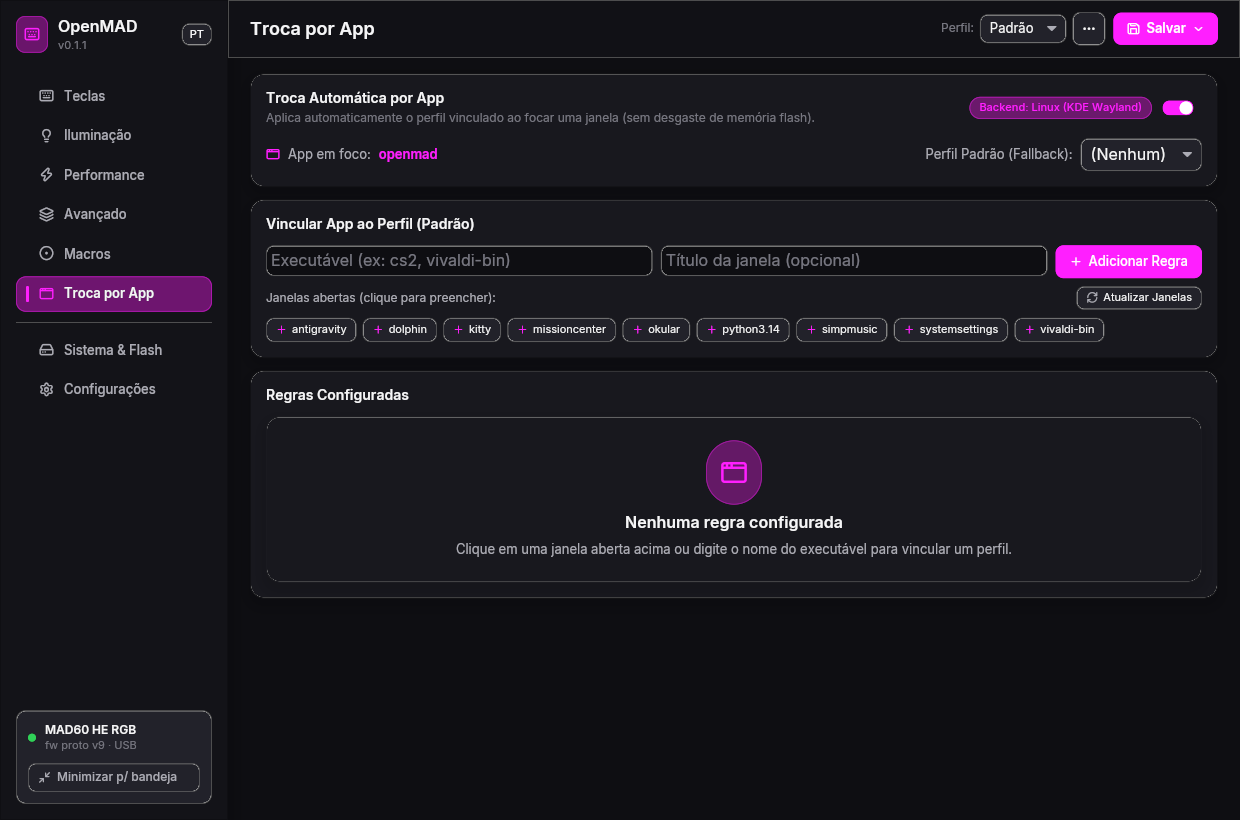 OpenMAD
v0.1.1
PT
Teclas
Iluminação
Performance
Avançado
Macros
Troca por App
Sistema & Flash
Configurações
MAD60 HE RGB
fw proto v9 · USB
Minimizar p/ bandeja
Troca por App
Perfil: Padrão ... Salvar
Troca Automática por App
Aplica automaticamente o perfil vinculado ao focar uma janela (sem desgaste de memória flash).
Backend: Linux (KDE Wayland)
App em foco: openmad
Perfil Padrão (Fallback): (Nenhum)
Vincular App ao Perfil (Padrão)
Executável (ex: cs2, vivaldi-bin) Título da janela (opcional) + Adicionar Regra
Janelas abertas (clique para preencher): Atualizar Janelas
+ antigravity + dolphin + kitty + missioncenter + okular + python3.14 + simpmusic + systemsettings + vivaldi-bin
Regras Configuradas
Nenhuma regra configurada
Clique em uma janela aberta acima ou digite o nome do executável para vincular um perfil.